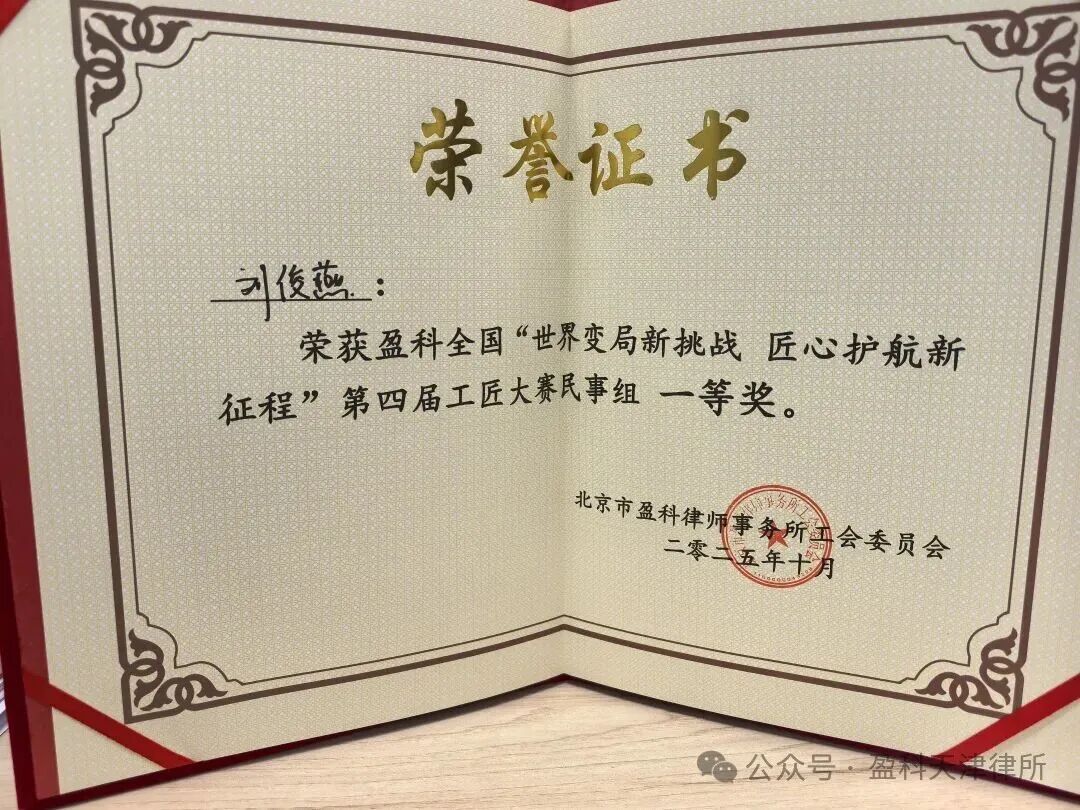 荣誉证书
刘俊燕：
荣获盈科全国“世界变局新挑战 匠心护航新
征程”第四届工匠大赛民事组 一等奖。
北京市盈科律师事务所工会委员会
二零二五年十月
公众号·盈科天津律所